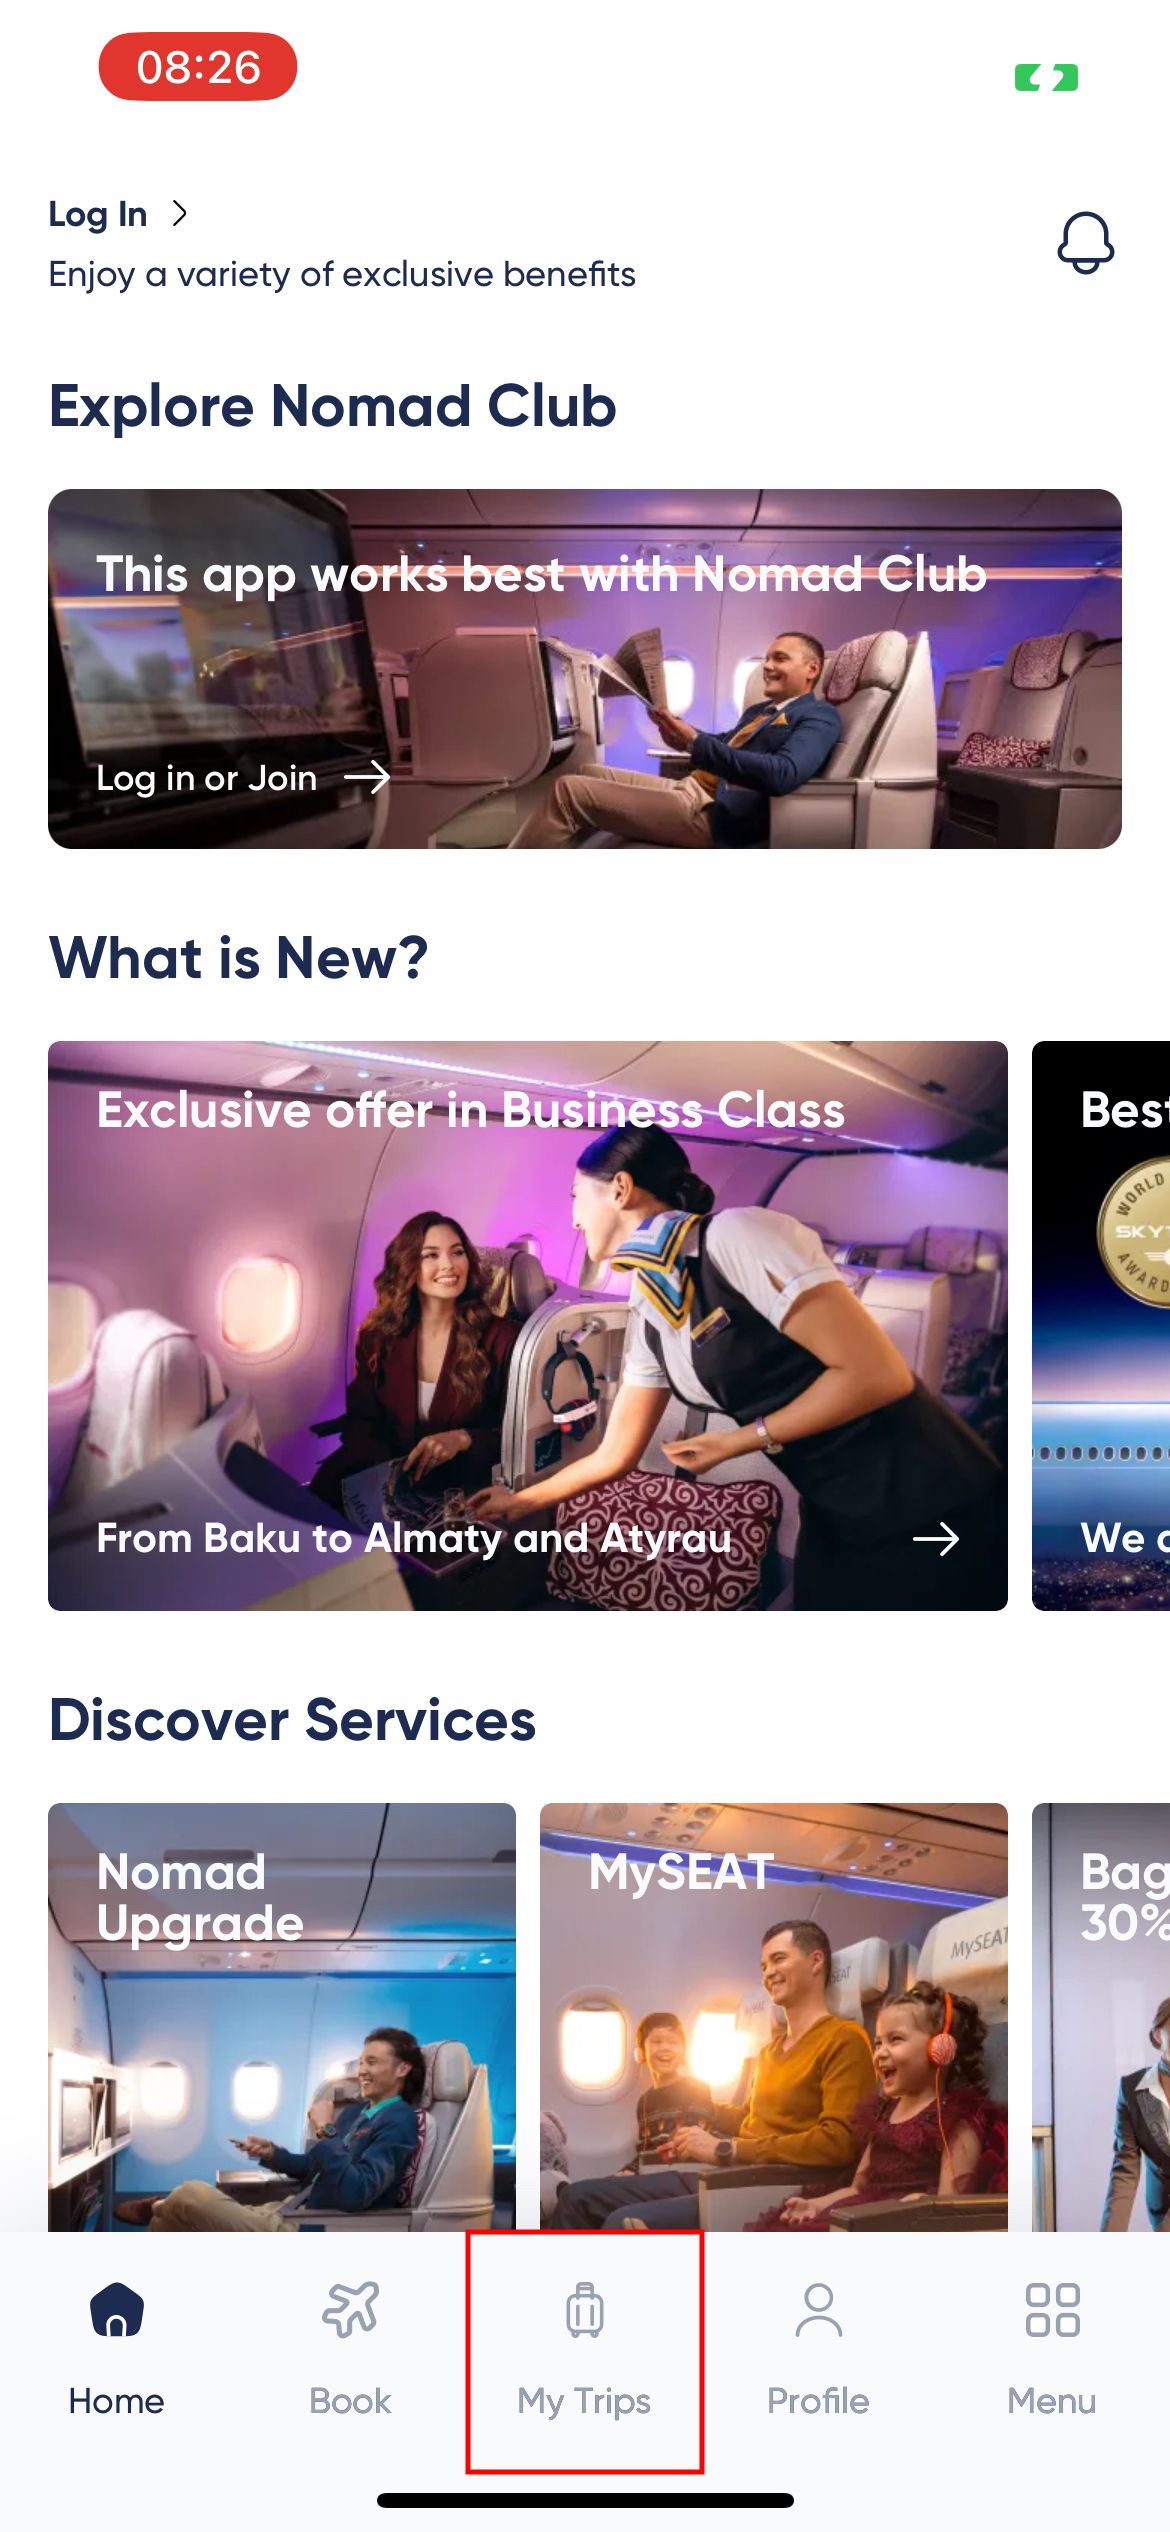 08:26
Log In
Enjoy a variety of exclusive benefits
Explore Nomad Club
This app works best with Nomad Club
Log in or Join
What is New?
Exclusive offer in Business Class
From Baku to Almaty and Atyrau
Best
WORLD
SKYT
AWARD
We
Discover Services
Nomad
Upgrade
MySEAT
MySEAT
Bag
30%
Home
Book
My Trips
Profile
Menu